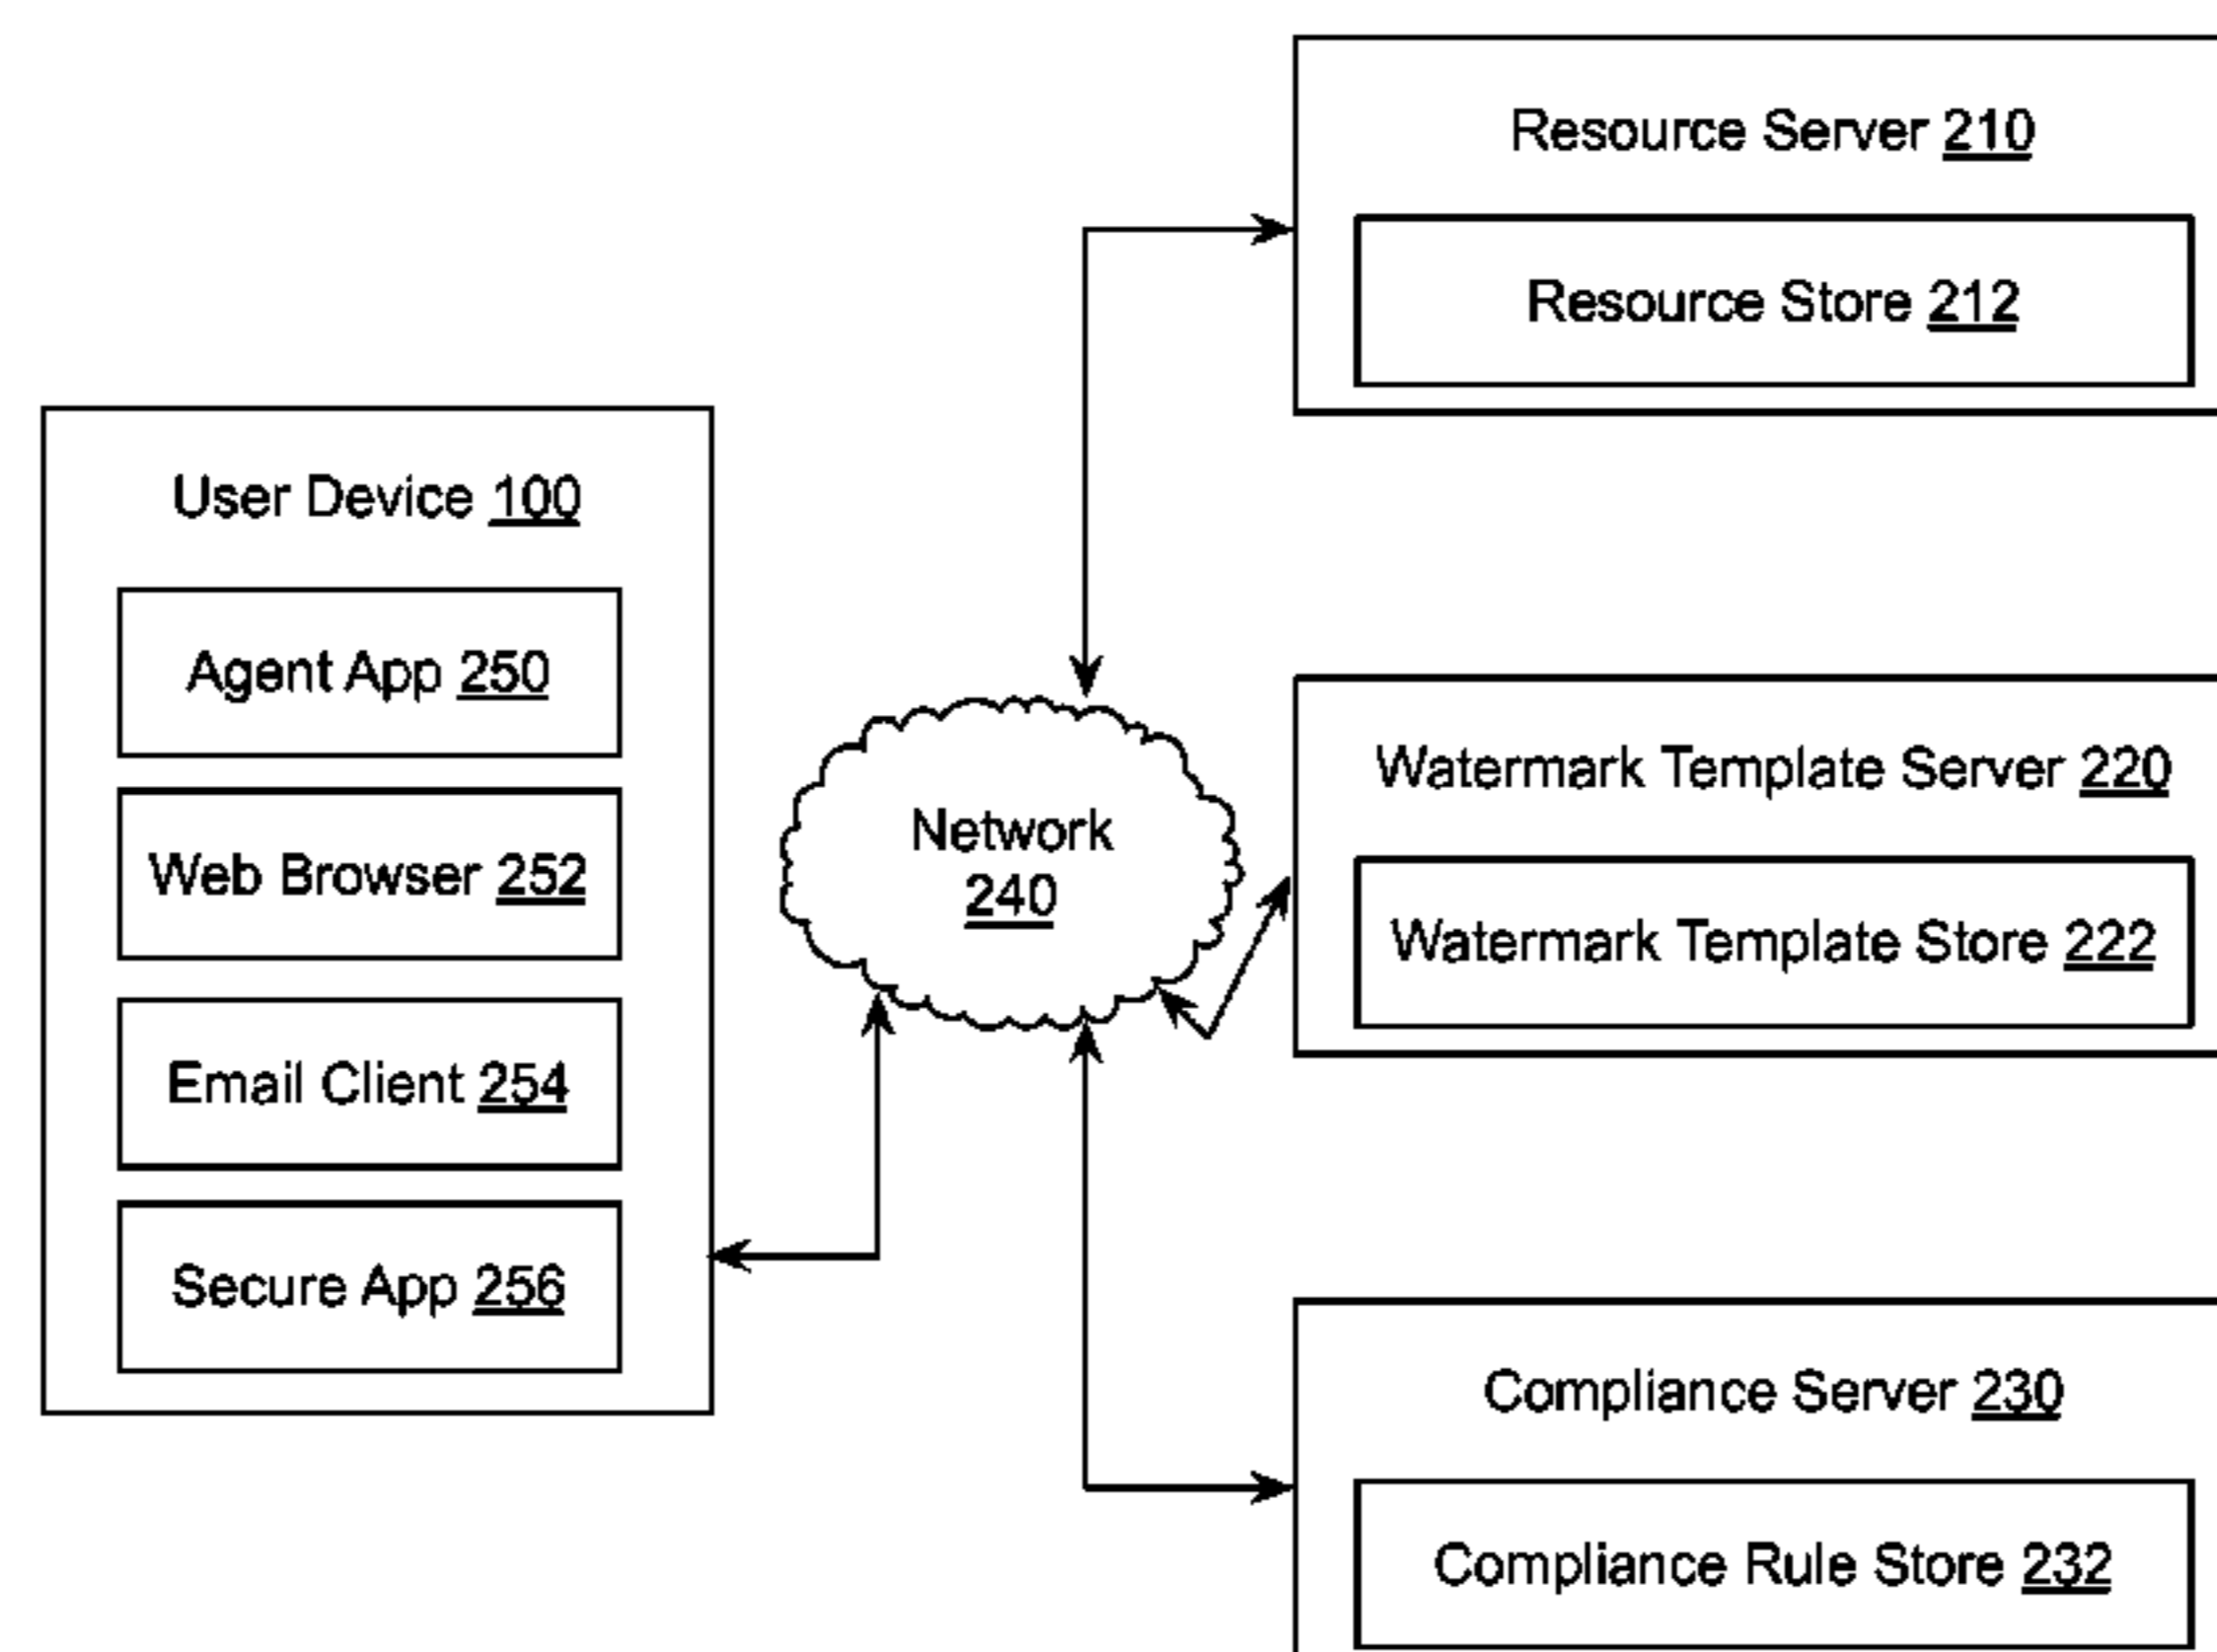 Resource Server 210
Resource Store 212
User Device 100
Agent App 250
Web Browser 252
Email Client 254
Secure App 256
Network
240
Watermark Template Server 220
Watermark Template Store 222
Compliance Server 230
Compliance Rule Store 232